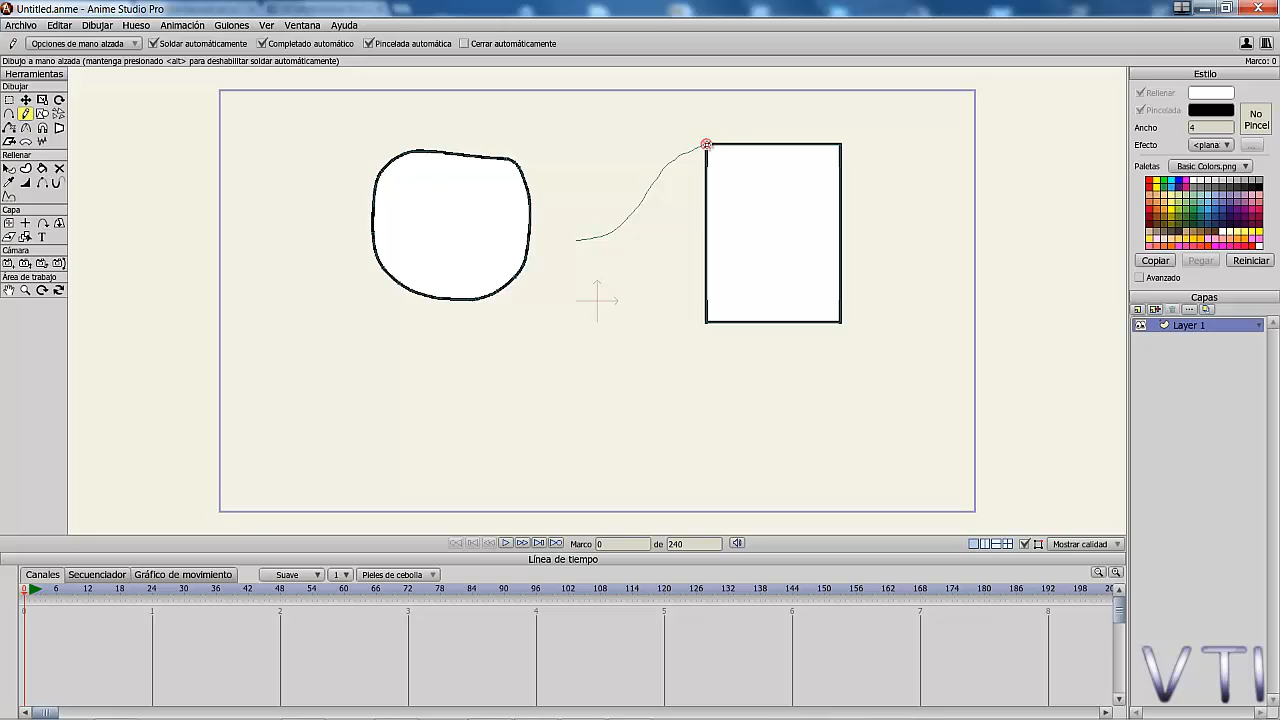 Untitled.anme - Anime Studio Pro
Archivo Editar Dibujar Hueso Animación Guiones Ver Ventana Ayuda
Opciones de mano alzada Soldar automáticamente Completado automático Pincelada automática Cerrar automáticamente
Dibujo a mano alzada (mantenga presionado <alt> para deshabilitar soldar automáticamente) Marco: 0
Herramientas
Dibujar
Rellenar
Capa
Cámara
Área de trabajo
Estilo
Rellenar
Pincelada
No
Pincel
Ancho 4
Efecto <plana>
Paletas Basic Colors.png
Copiar Pegar Reiniciar
Avanzado
Capas
Layer 1
Marco 0 de 240 Mostrar calidad
Línea de tiempo
Canales Secuenciador Gráfico de movimiento Suave 1 Pieles de cebolla
0 6 12 18 24 30 36 42 48 54 60 66 72 78 84 90 96 102 108 114 120 126 132 138 144 150 156 162 168 174 180 186 192 198 20
0 1 2 3 4 5 6 7 8
VTI